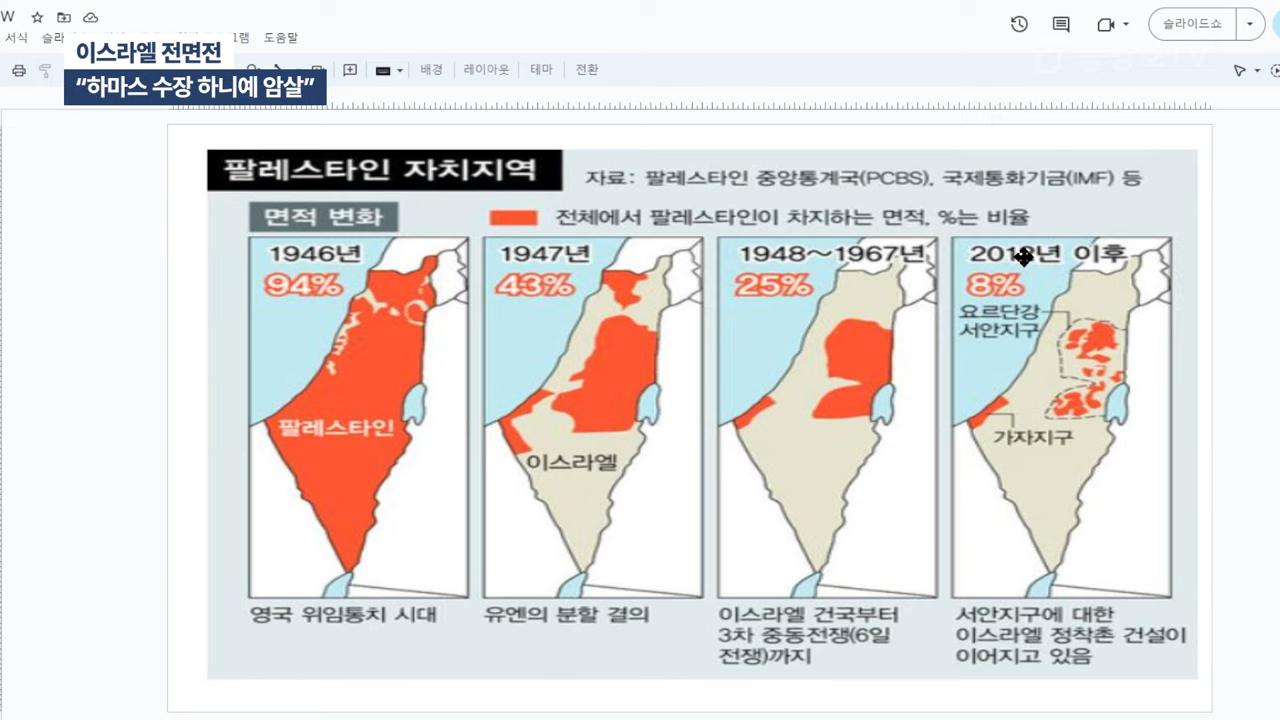 이스라엘 전면전
“하마스 수장 하니예 암살”
W
서식
도움말
슬라이드쇼
배경
레이아웃
테마
전환
팔레스타인 자치지역
자료: 팔레스타인 중앙통계국(PCBS), 국제통화기금(IMF) 등
면적 변화
전체에서 팔레스타인이 차지하는 면적, %는 비율
1946년
94%
팔레스타인
영국 위임통치 시대
1947년
43%
이스라엘
유엔의 분할 결의
1948~1967년
25%
이스라엘 건국부터
3차 중동전쟁(6일
전쟁)까지
이후
8%
요르단강
서안지구
가자지구
서안지구에 대한
이스라엘 정착촌 건설이
이어지고 있음